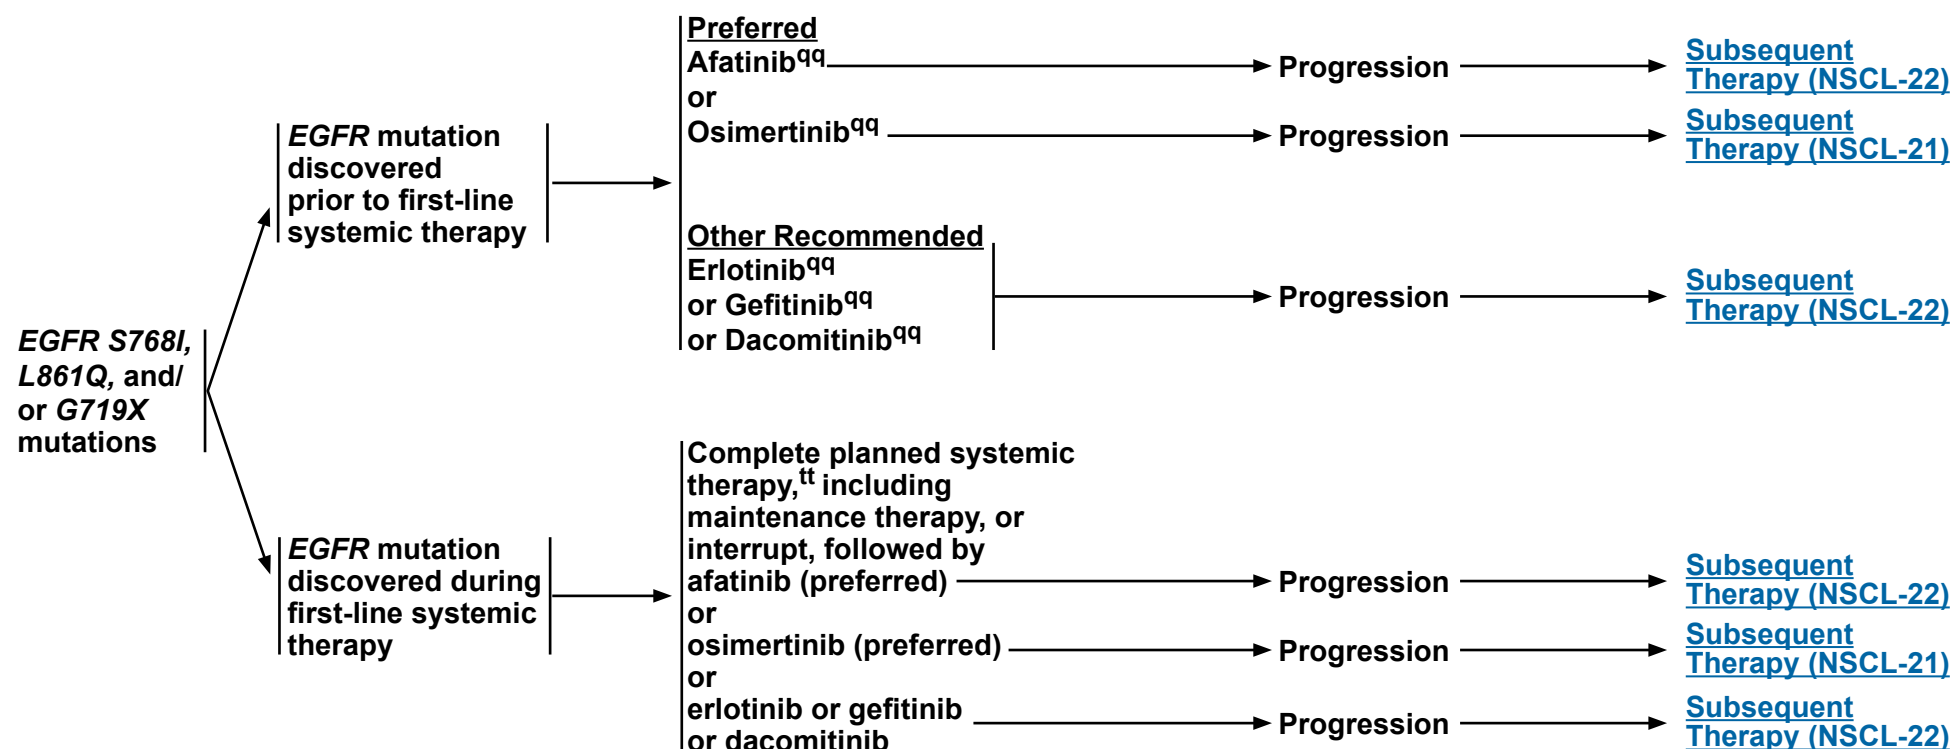 EGFR S768I,
L861Q, and/
or G719X
mutations
EGFR mutation
discovered
prior to first-line
systemic therapy
Preferred
Afatinibqq
or
Osimertinibqq
Progression
Subsequent
Therapy (NSCL-22)
Progression
Subsequent
Therapy (NSCL-21)
Other Recommended
Erlotinibqq
or Gefitinibqq
or Dacomitinibqq
Progression
Subsequent
Therapy (NSCL-22)
EGFR mutation
discovered during
first-line systemic
therapy
Complete planned systemic
therapy,tt including
maintenance therapy, or
interrupt, followed by
afatinib (preferred)
or
osimertinib (preferred)
or
erlotinib or gefitinib
or dacomitinib
Progression
Subsequent
Therapy (NSCL-22)
Progression
Subsequent
Therapy (NSCL-21)
Progression
Subsequent
Therapy (NSCL-22)